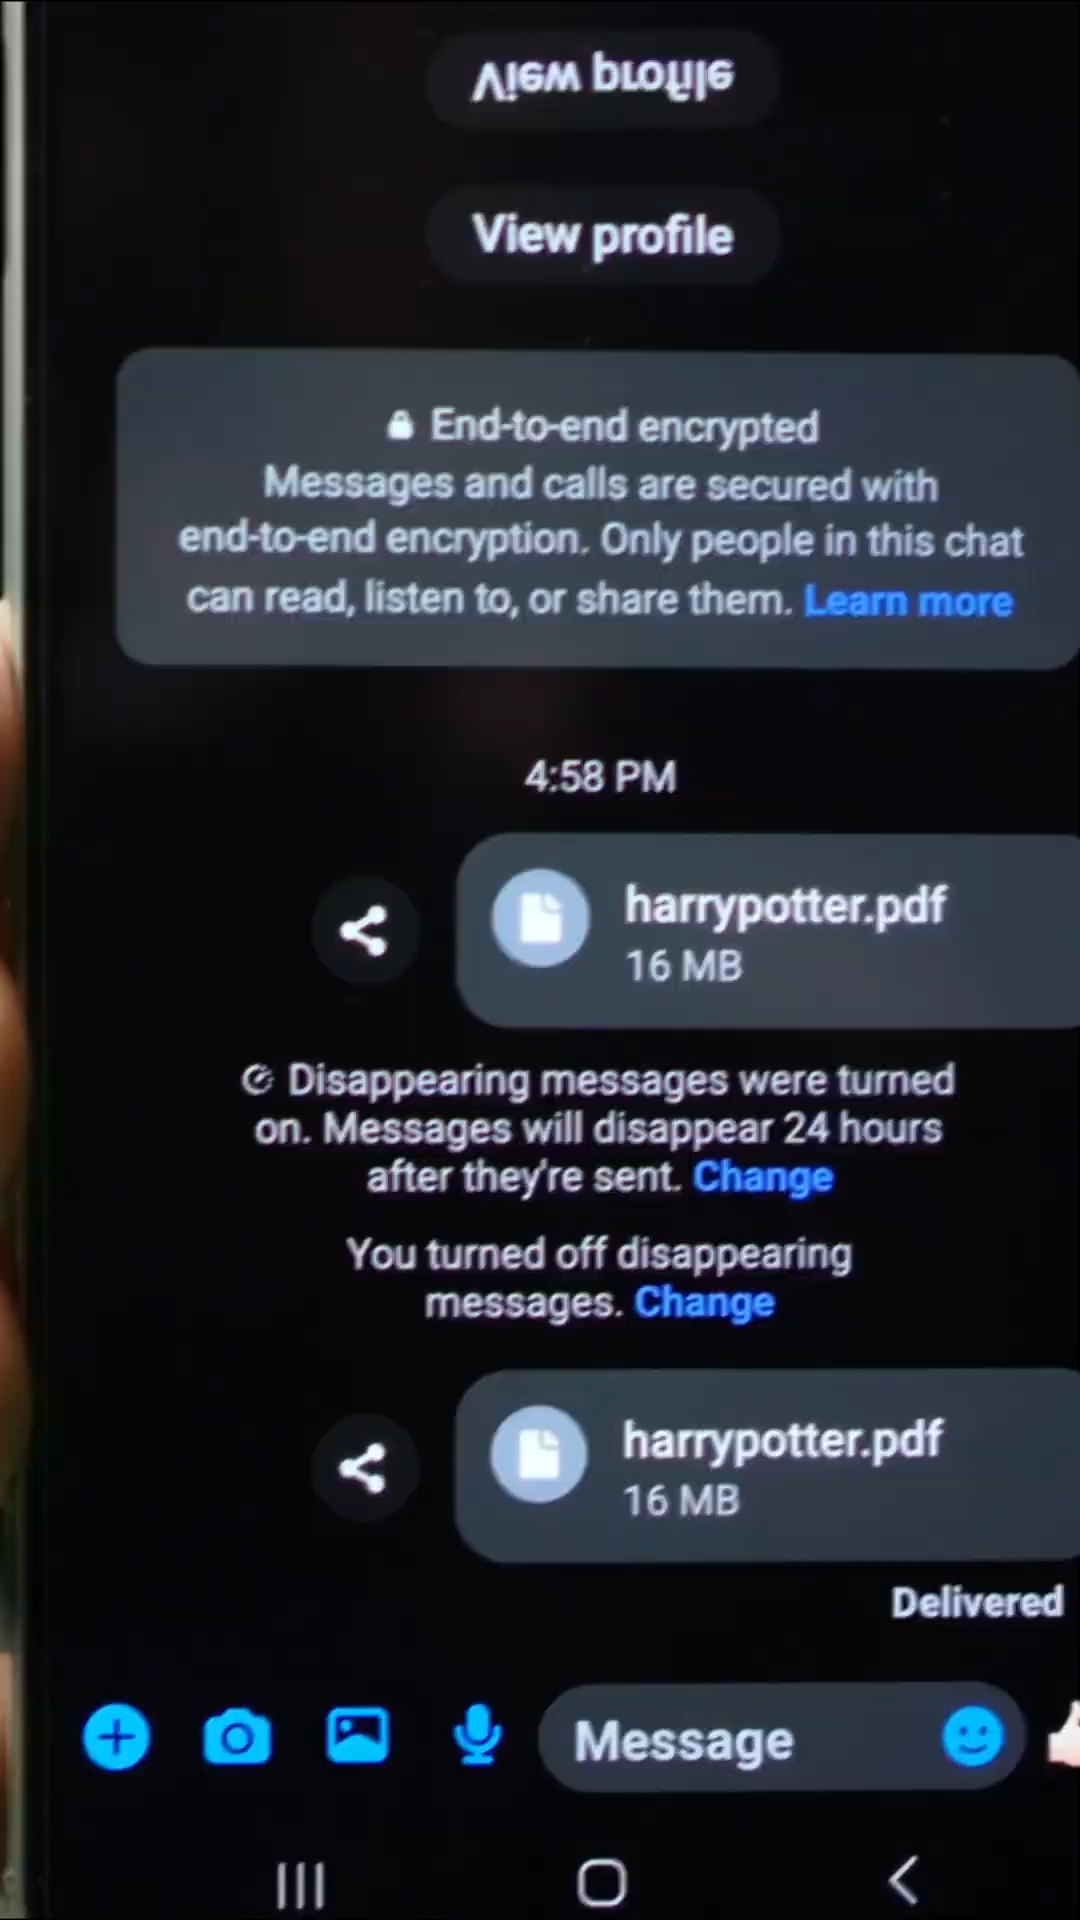 View profile
View profile
End-to-end encrypted
Messages and calls are secured with
end-to-end encryption. Only people in this chat
can read, listen to, or share them. Learn more
4:58 PM
harrypotter.pdf
16 MB
Disappearing messages were turned
on. Messages will disappear 24 hours
after they're sent. Change
You turned off disappearing
messages. Change
harrypotter.pdf
16 MB
Delivered
Message